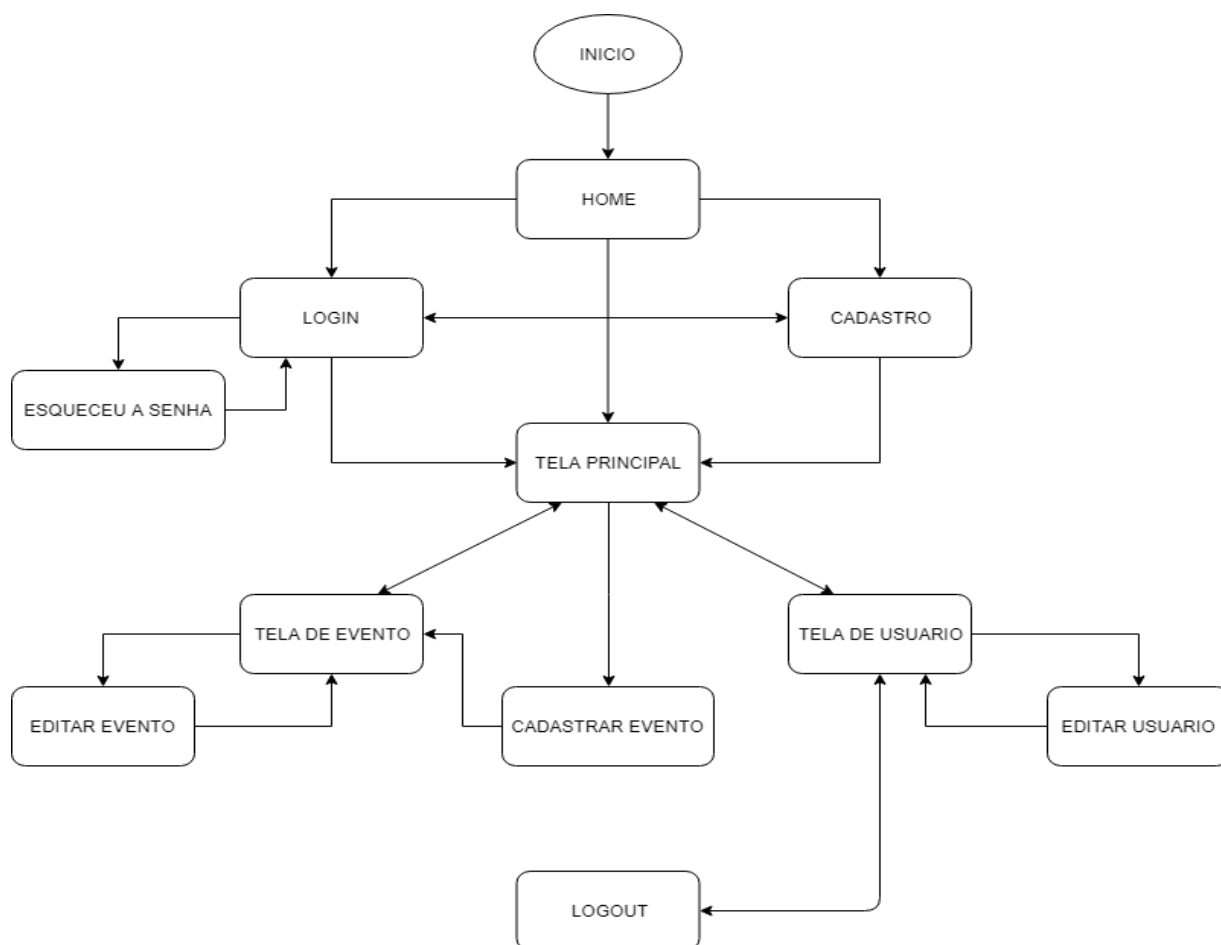 INICIO
HOME
LOGIN
CADASTRO
ESQUECEU A SENHA
TELA PRINCIPAL
TELA DE EVENTO
TELA DE USUARIO
EDITAR EVENTO
CADASTRAR EVENTO
EDITAR USUARIO
LOGOUT